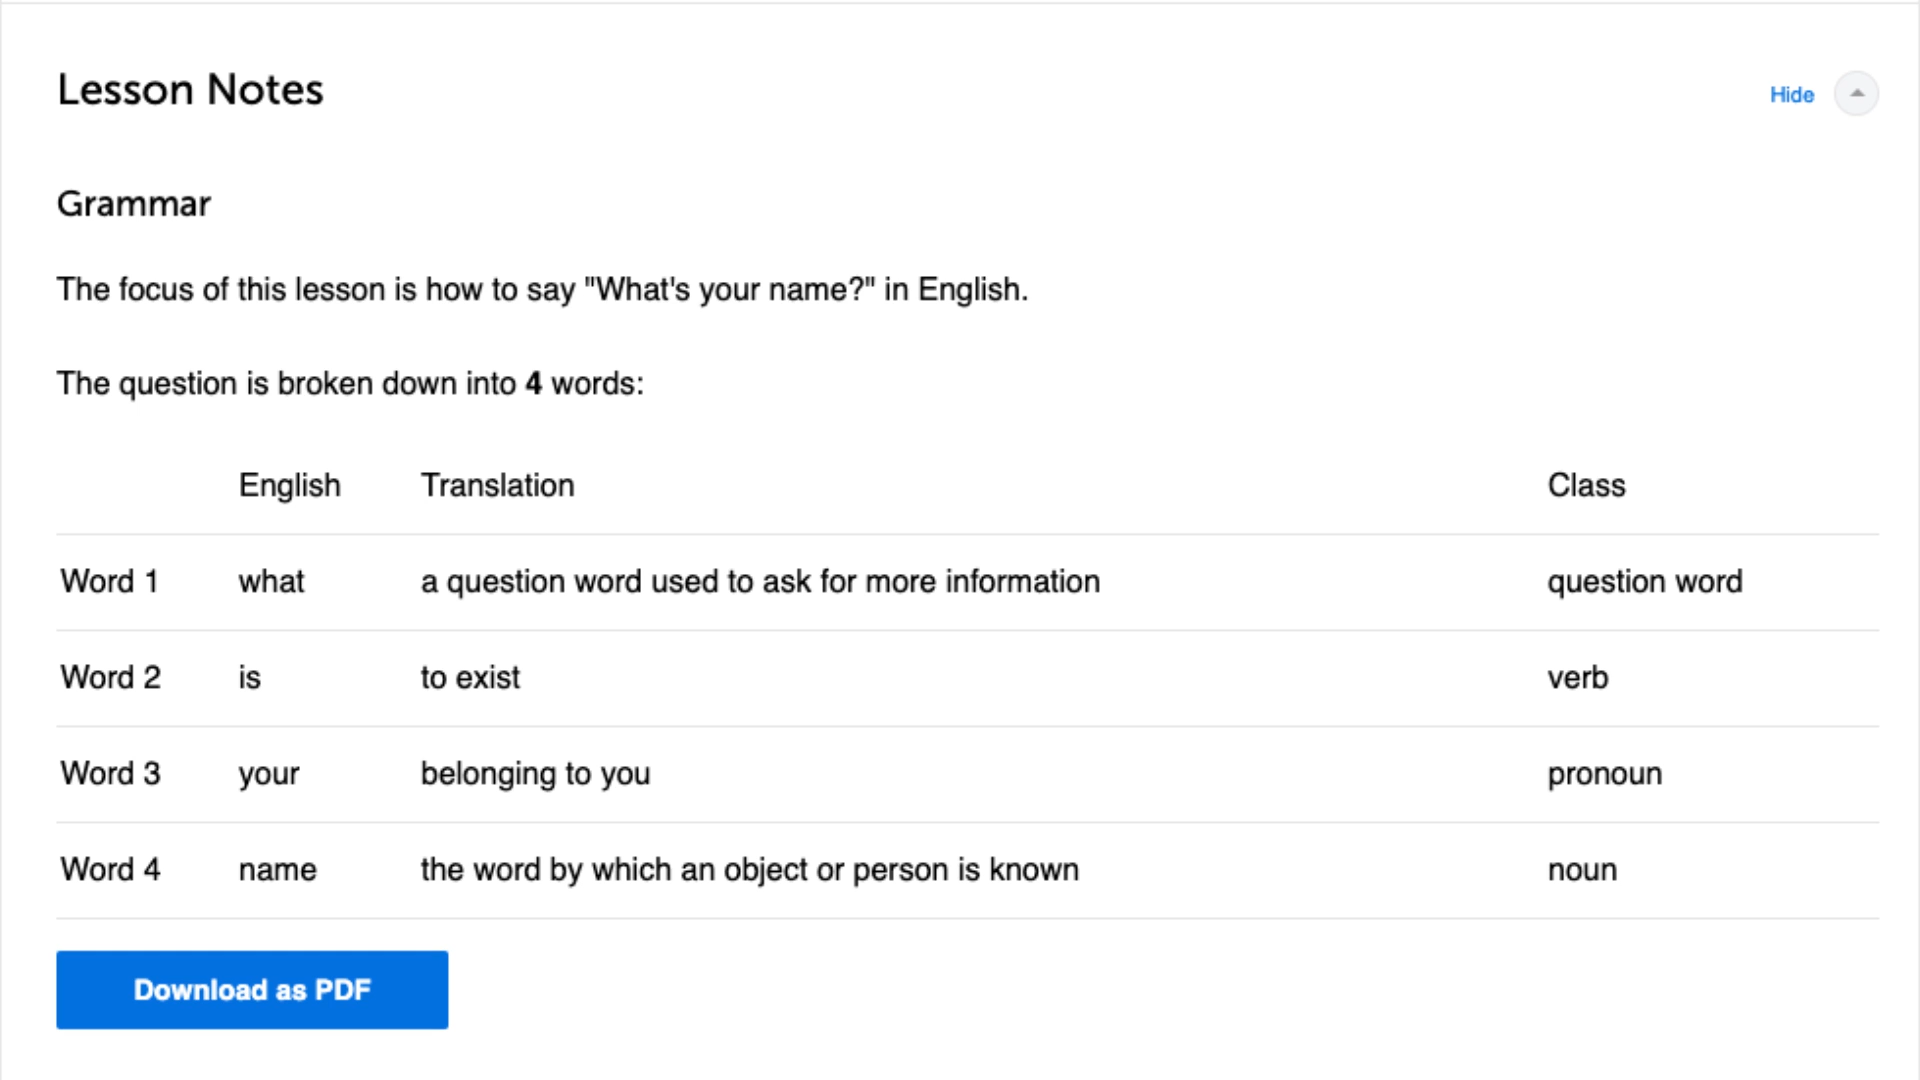 Lesson Notes
Hide
Grammar
The focus of this lesson is how to say "What's your name?" in English.
The question is broken down into 4 words:
English Translation Class
Word 1 what a question word used to ask for more information question word
Word 2 is to exist verb
Word 3 your belonging to you pronoun
Word 4 name the word by which an object or person is known noun
Download as PDF